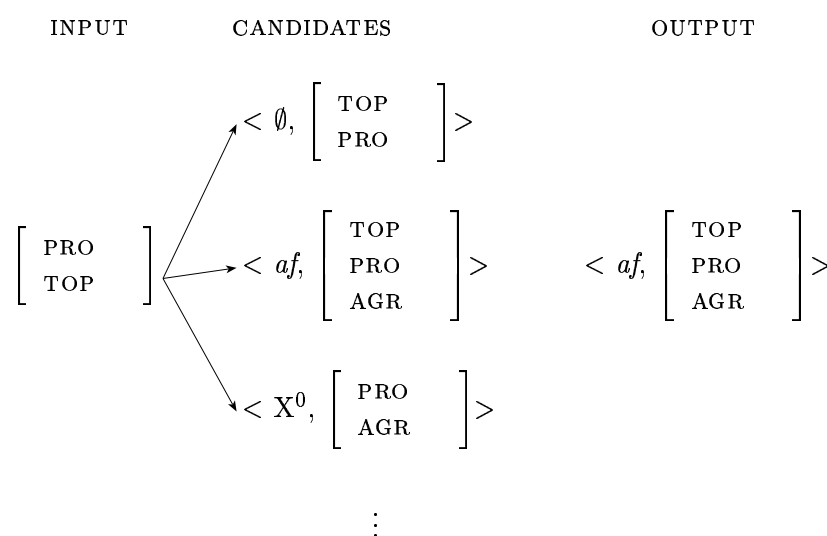 INPUT CANDIDATES OUTPUT
< ∅, [ TOP
PRO ] >
[ PRO
TOP ]
< af, [ TOP
PRO
AGR ] >
< af, [ TOP
PRO
AGR ] >
< X⁰, [ PRO
AGR ] >
⋮